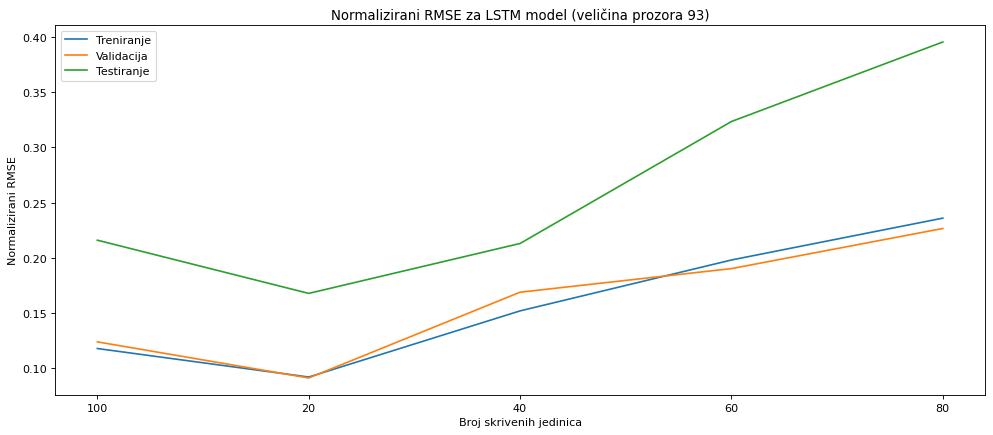 Normalizirani RMSE za LSTM model (veličina prozora 93)
Treniranje
Validacija
Testiranje
0.40
0.35
0.30
0.25
0.20
0.15
0.10
Normalizirani RMSE
100
20
40
60
80
Broj skrivenih jedinica